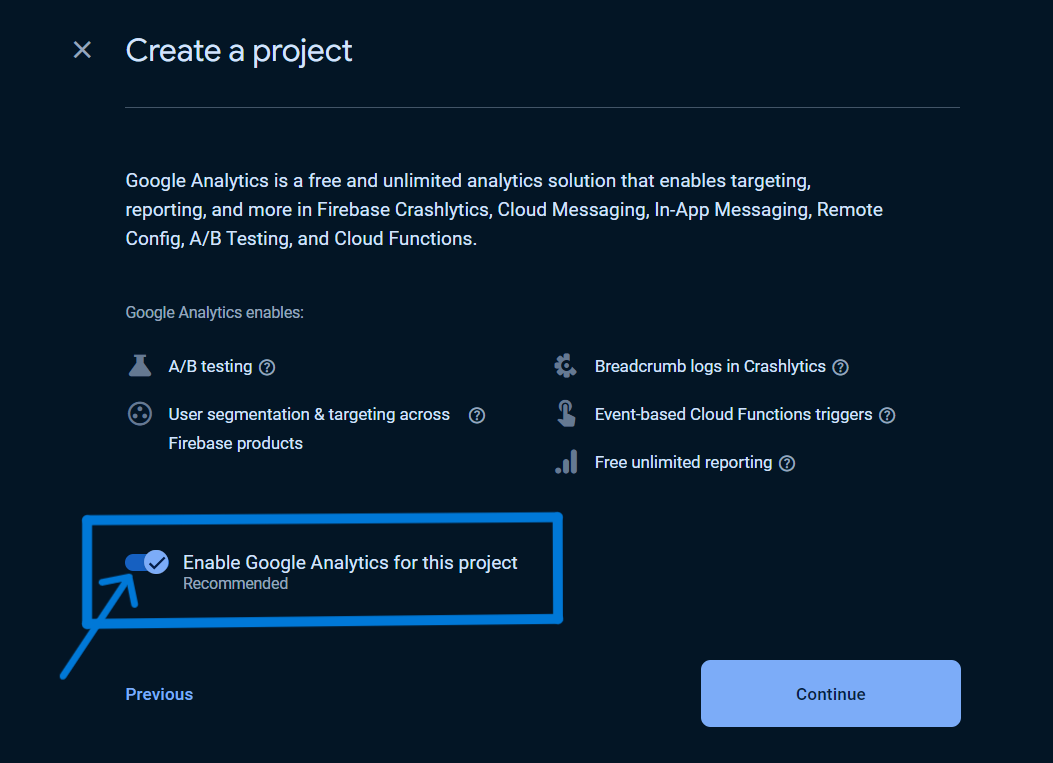 Create a project
Google Analytics is a free and unlimited analytics solution that enables targeting,
reporting, and more in Firebase Crashlytics, Cloud Messaging, In-App Messaging, Remote
Config, A/B Testing, and Cloud Functions.
Google Analytics enables:
A/B testing
User segmentation & targeting across
Firebase products
Breadcrumb logs in Crashlytics
Event-based Cloud Functions triggers
Free unlimited reporting
Enable Google Analytics for this project
Recommended
Previous
Continue